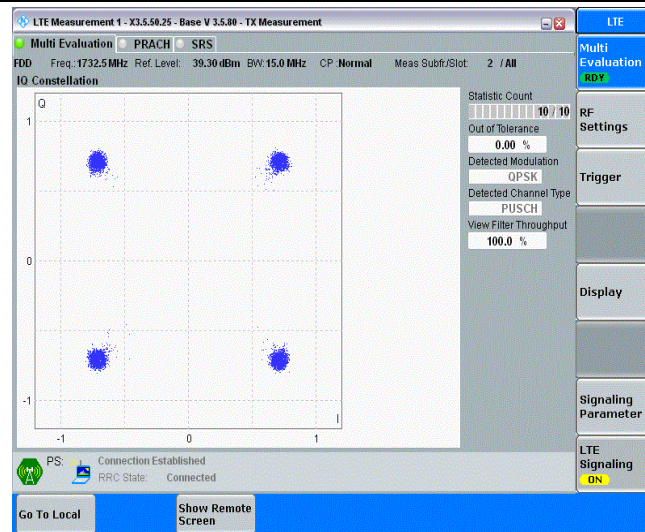 LTE Measurement 1 - X3.5.50.25 - Base V 3.5.80 - TX Measurement
LTE
Multi Evaluation PRACH SRS
Multi
Evaluation
RDY
FDD Freq.: 1732.5 MHz Ref. Level: 39.30 dBm BW: 15.0 MHz CP : Normal Meas Subfr/Slot: 2 / All
IQ Constellation
Q
1
0
-1
-1 0 1
I
Statistic Count
10 / 10
Out of Tolerance
0.00 %
Detected Modulation
QPSK
Detected Channel Type
PUSCH
View Filter Throughput
100.0 %
RF
Settings
Trigger
Display
Signaling
Parameter
LTE
Signaling
ON
PS: Connection Established
RRC State: Connected
Go To Local
Show Remote
Screen